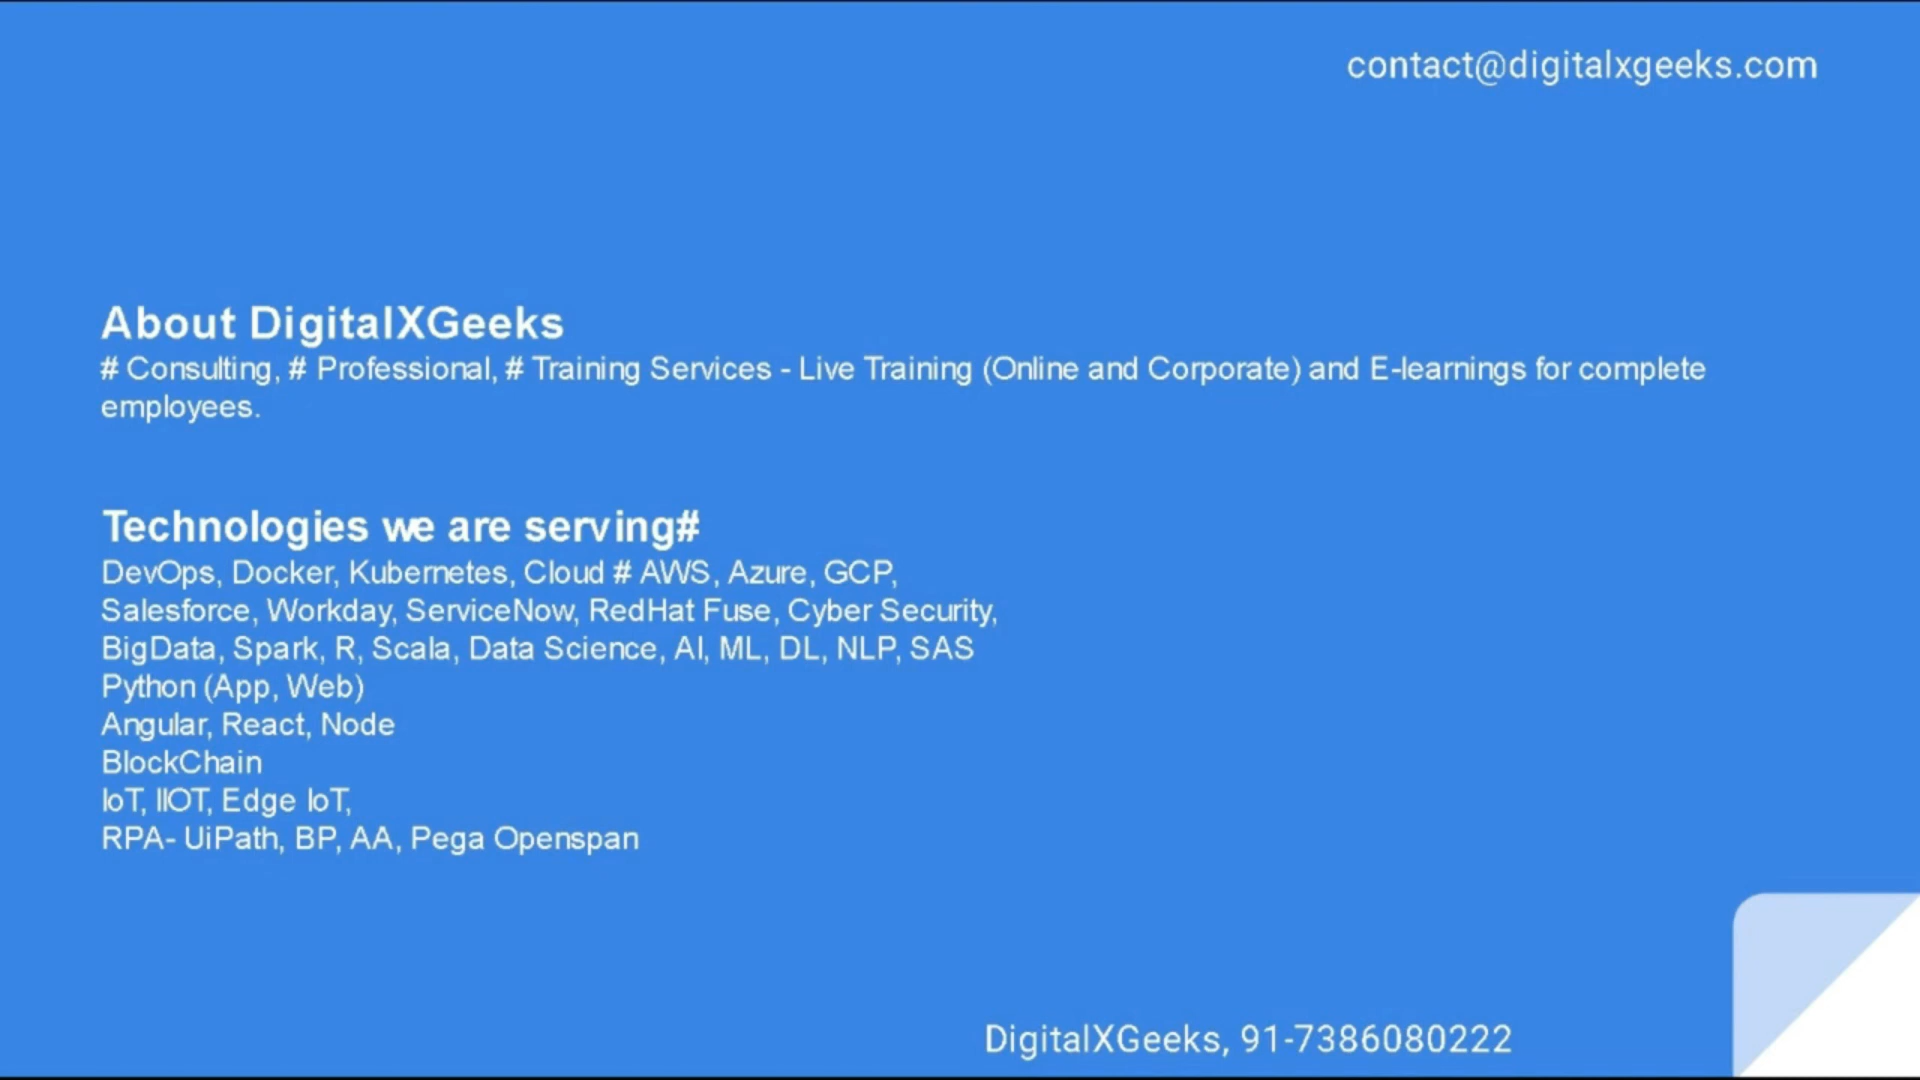 contact@digitalxgeeks.com
About DigitalXGeeks
# Consulting, # Professional, # Training Services - Live Training (Online and Corporate) and E-learnings for complete
employees.
Technologies we are serving#
DevOps, Docker, Kubernetes, Cloud # AWS, Azure, GCP,
Salesforce, Workday, ServiceNow, RedHat Fuse, Cyber Security,
BigData, Spark, R, Scala, Data Science, AI, ML, DL, NLP, SAS
Python (App, Web)
Angular, React, Node
BlockChain
IoT, IIOT, Edge IoT,
RPA- UiPath, BP, AA, Pega Openspan
DigitalXGeeks, 91-7386080222